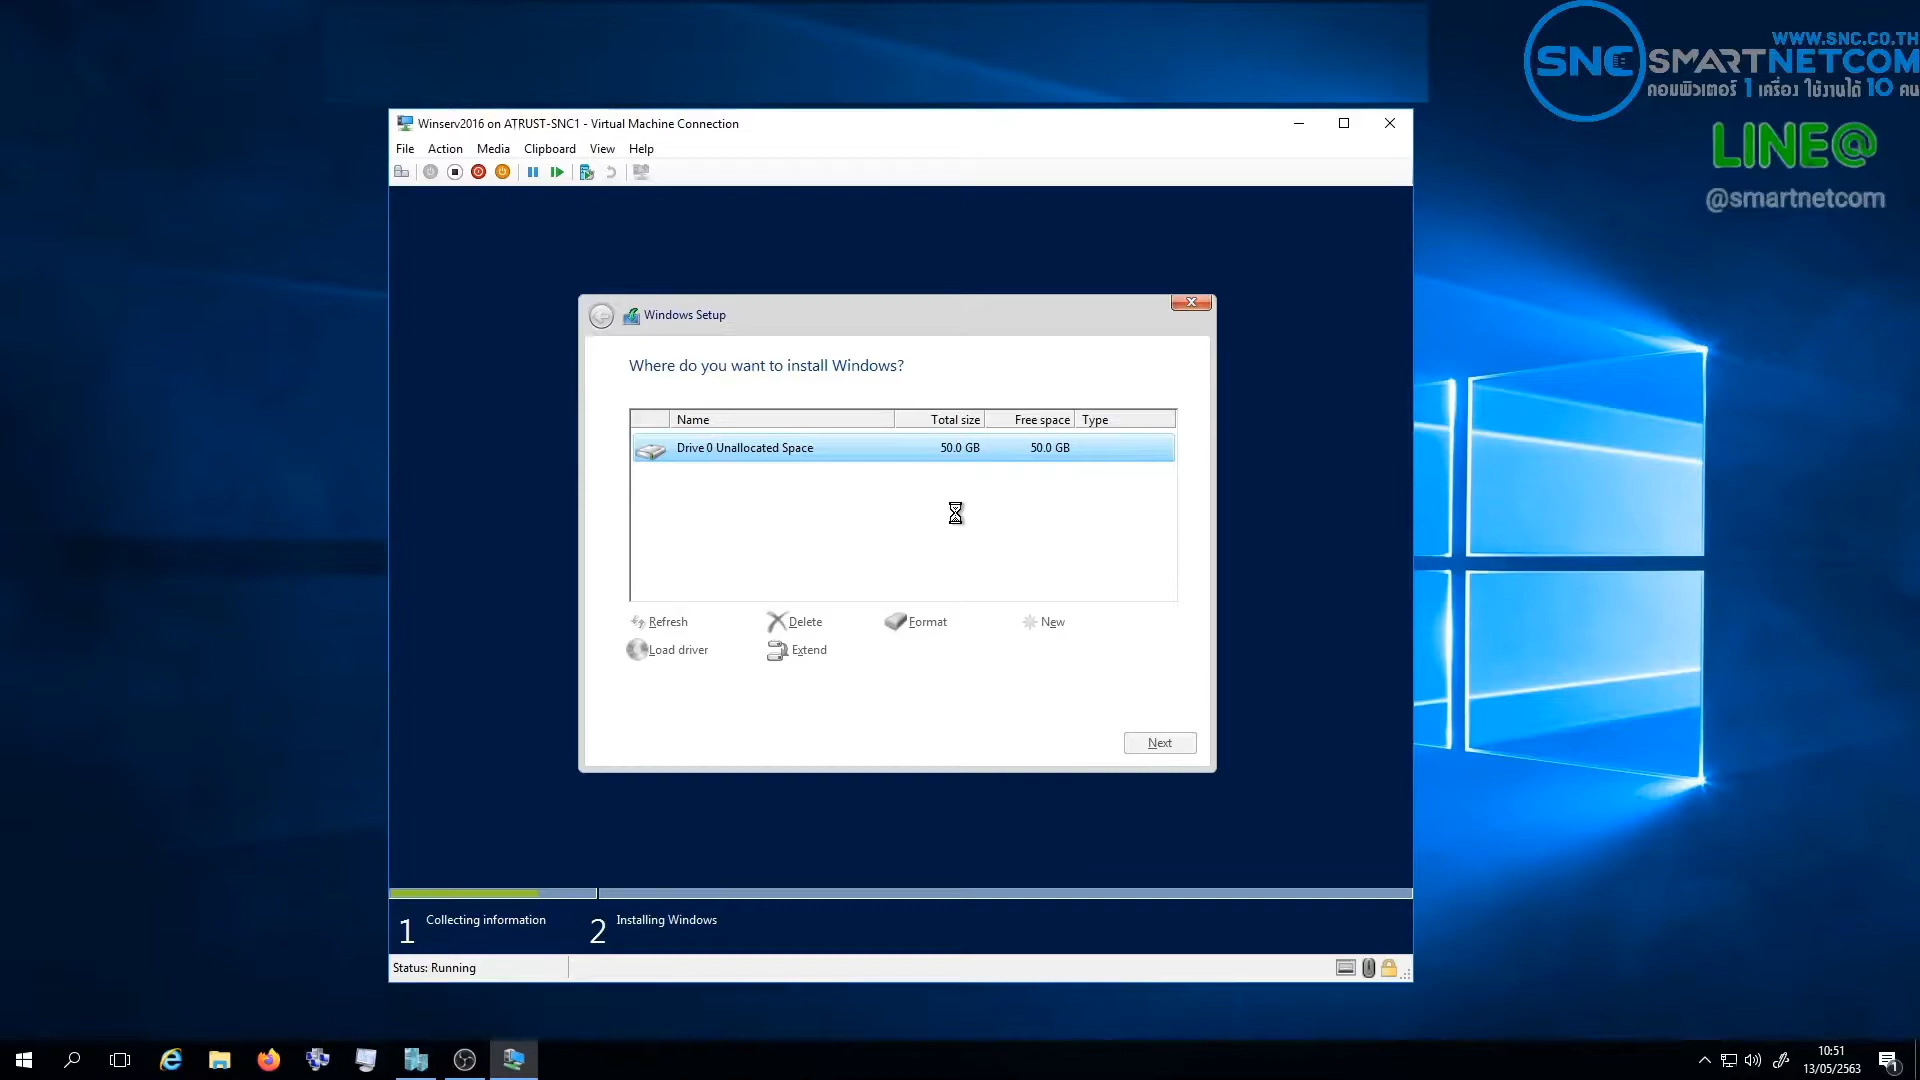 WWW.SNC.CO.TH
SNC SMARTNETCOM
คอมพิวเตอร์ 1 เครื่อง ใช้งานได้ 10 คน
LINE@
@smartnetcom
Winserv2016 on ATRUST-SNC1 - Virtual Machine Connection
File Action Media Clipboard View Help
Windows Setup
Where do you want to install Windows?
Name Total size Free space Type
Drive 0 Unallocated Space 50.0 GB 50.0 GB
Refresh Delete Format New
Load driver Extend
Next
1 Collecting information 2 Installing Windows
Status: Running
10:51
13/05/2563
1